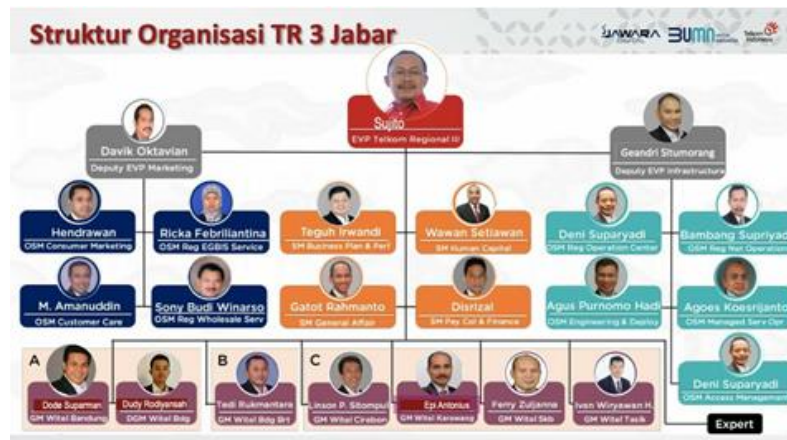 Struktur Organisasi TR 3 Jabar
JAWARA BUMN Telkom Indonesia
Sujito
EVP Telkom Regional III
Davik Oktavian
Deputy EVP Marketing
Geandri Situmorang
Deputy EVP Infrastructure
Hendrawan
OSM Consumer Marketing
Ricka Febriliantina
OSM Reg EGBIS Service
Teguh Irwandi
SM Business Plan & Perf
Wawan Setiawan
SM Human Capital
Deni Suparyadi
OSM Reg Operation Center
Bambang Supriyadi
OSM Reg Net Operation
M. Amanuddin
OSM Customer Care
Sony Budi Winarso
OSM Reg Wholesale Serv
Gatot Rahmanto
SM General Affair
Disrizal
SM Pay Col & Finance
Agus Purnomo Hadi
OSM Engineering & Deploy
Agoes Koesrijanto
OSM Managed Serv Opr
A
Dode Suparman
GM Witel Bandung
Dudy Rodiyansah
DGM Witel Bdg
B
Tedi Rukmantara
GM Witel Bdg Brt
C
Linson P. Sitompul
GM Witel Cirebon
Epi Antonius
GM Witel Karawang
Ferry Zuljanna
GM Witel Skb
Ivan Wiryawan H.
GM Witel Tasik
Deni Suparyadi
OSM Access Management
Expert